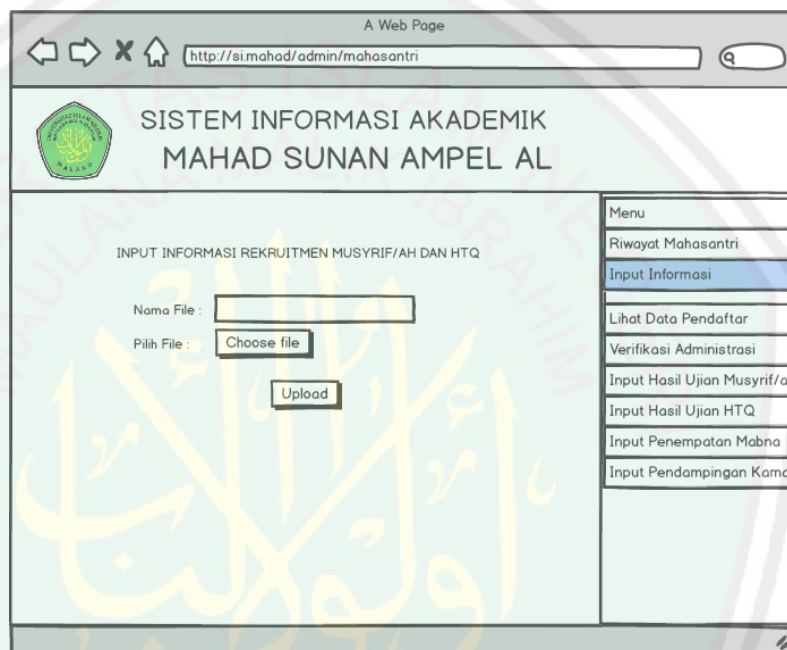 A Web Page
http://si.mahad/admin/mahasantri
SISTEM INFORMASI AKADEMIK
MAHAD SUNAN AMPEL AL
INPUT INFORMASI REKRUITMEN MUSYRIF/AH DAN HTQ
Nama File :
Pilih File :
Choose file
Upload
Menu
Riwayat Mahasantri
Input Informasi
Lihat Data Pendaftar
Verifikasi Administrasi
Input Hasil Ujian Musyrif/a
Input Hasil Ujian HTQ
Input Penempatan Mabna
Input Pendampingan Kama